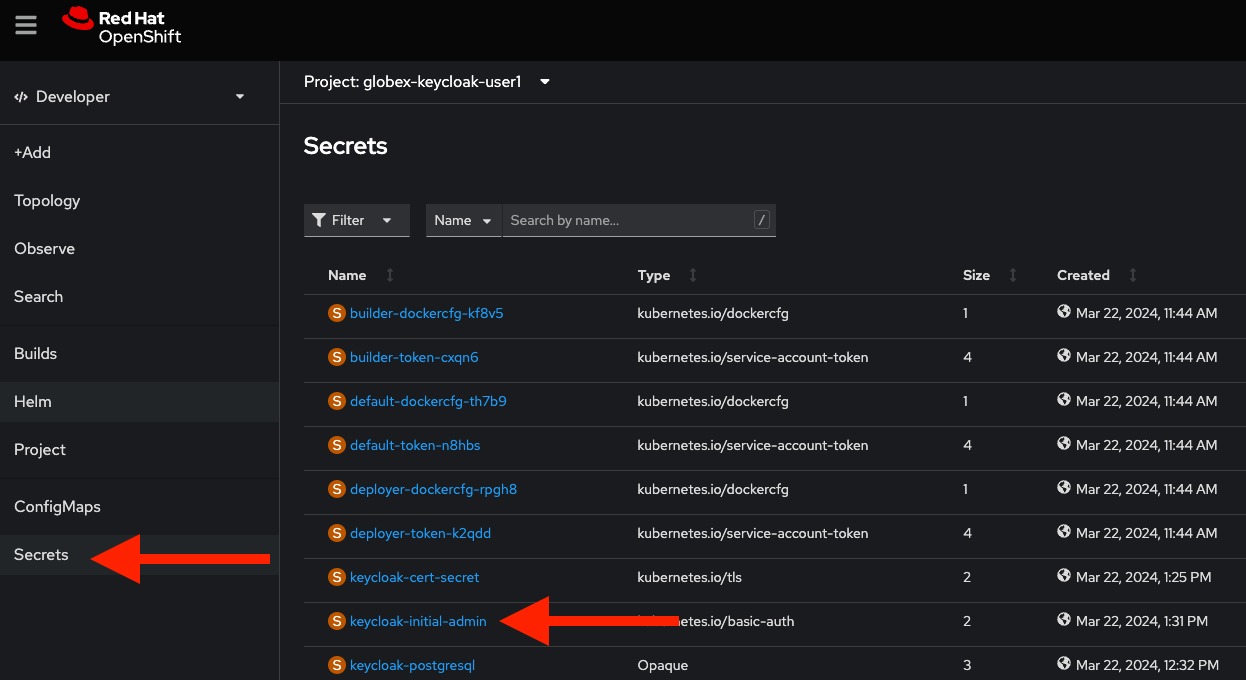 Red Hat
OpenShift
Developer
Project: globex-keycloak-user1
+Add
Topology
Observe
Search
Builds
Helm
Project
ConfigMaps
Secrets
Secrets
Filter Name Search by name... /
Name Type Size Created
S builder-dockercfg-kf8v5 kubernetes.io/dockercfg 1 Mar 22, 2024, 11:44 AM
S builder-token-cxqn6 kubernetes.io/service-account-token 4 Mar 22, 2024, 11:44 AM
S default-dockercfg-th7b9 kubernetes.io/dockercfg 1 Mar 22, 2024, 11:44 AM
S default-token-n8hbs kubernetes.io/service-account-token 4 Mar 22, 2024, 11:44 AM
S deployer-dockercfg-rpgh8 kubernetes.io/dockercfg 1 Mar 22, 2024, 11:44 AM
S deployer-token-k2qdd kubernetes.io/service-account-token 4 Mar 22, 2024, 11:44 AM
S keycloak-cert-secret kubernetes.io/tls 2 Mar 22, 2024, 1:25 PM
S keycloak-initial-admin etes.io/basic-auth 2 Mar 22, 2024, 1:31 PM
S keycloak-postgresql Opaque 3 Mar 22, 2024, 12:32 PM